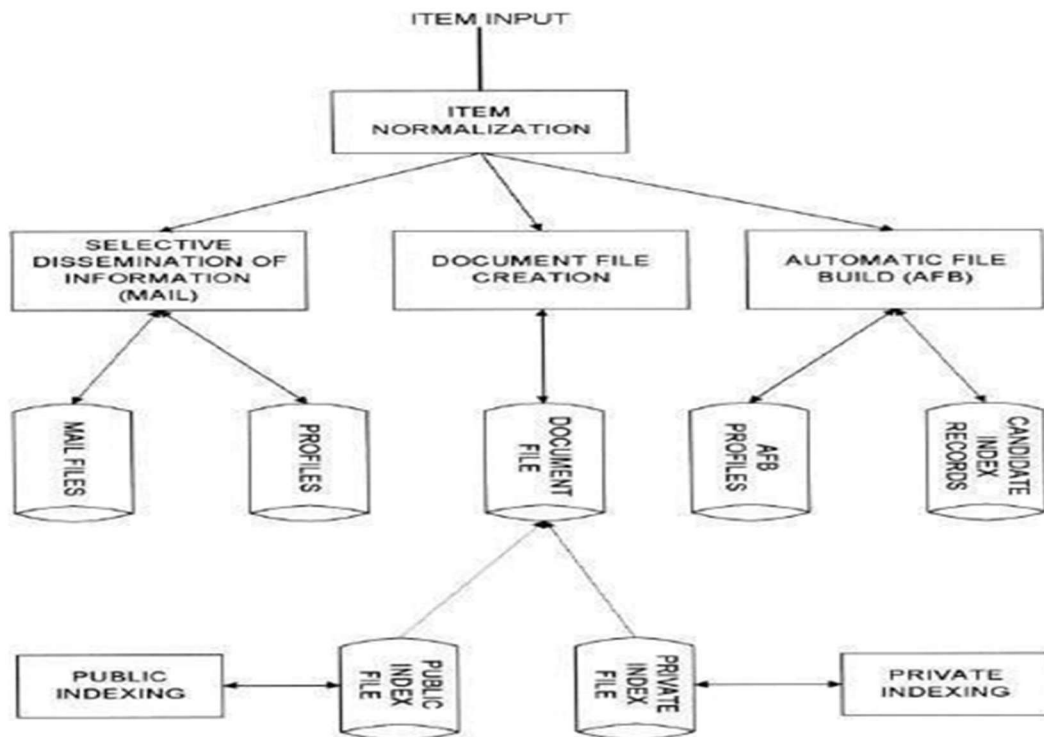 ITEM INPUT
ITEM
NORMALIZATION
SELECTIVE
DISSEMINATION OF
INFORMATION
(MAIL)
DOCUMENT FILE
CREATION
AUTOMATIC FILE
BUILD (AFB)
MAIL FILES
PROFILES
DOCUMENT
FILE
AFB
PROFILES
CANDIDATE
INDEX
RECORDS
PUBLIC
INDEXING
PUBLIC
INDEX
FILE
PRIVATE
INDEX
FILE
PRIVATE
INDEXING